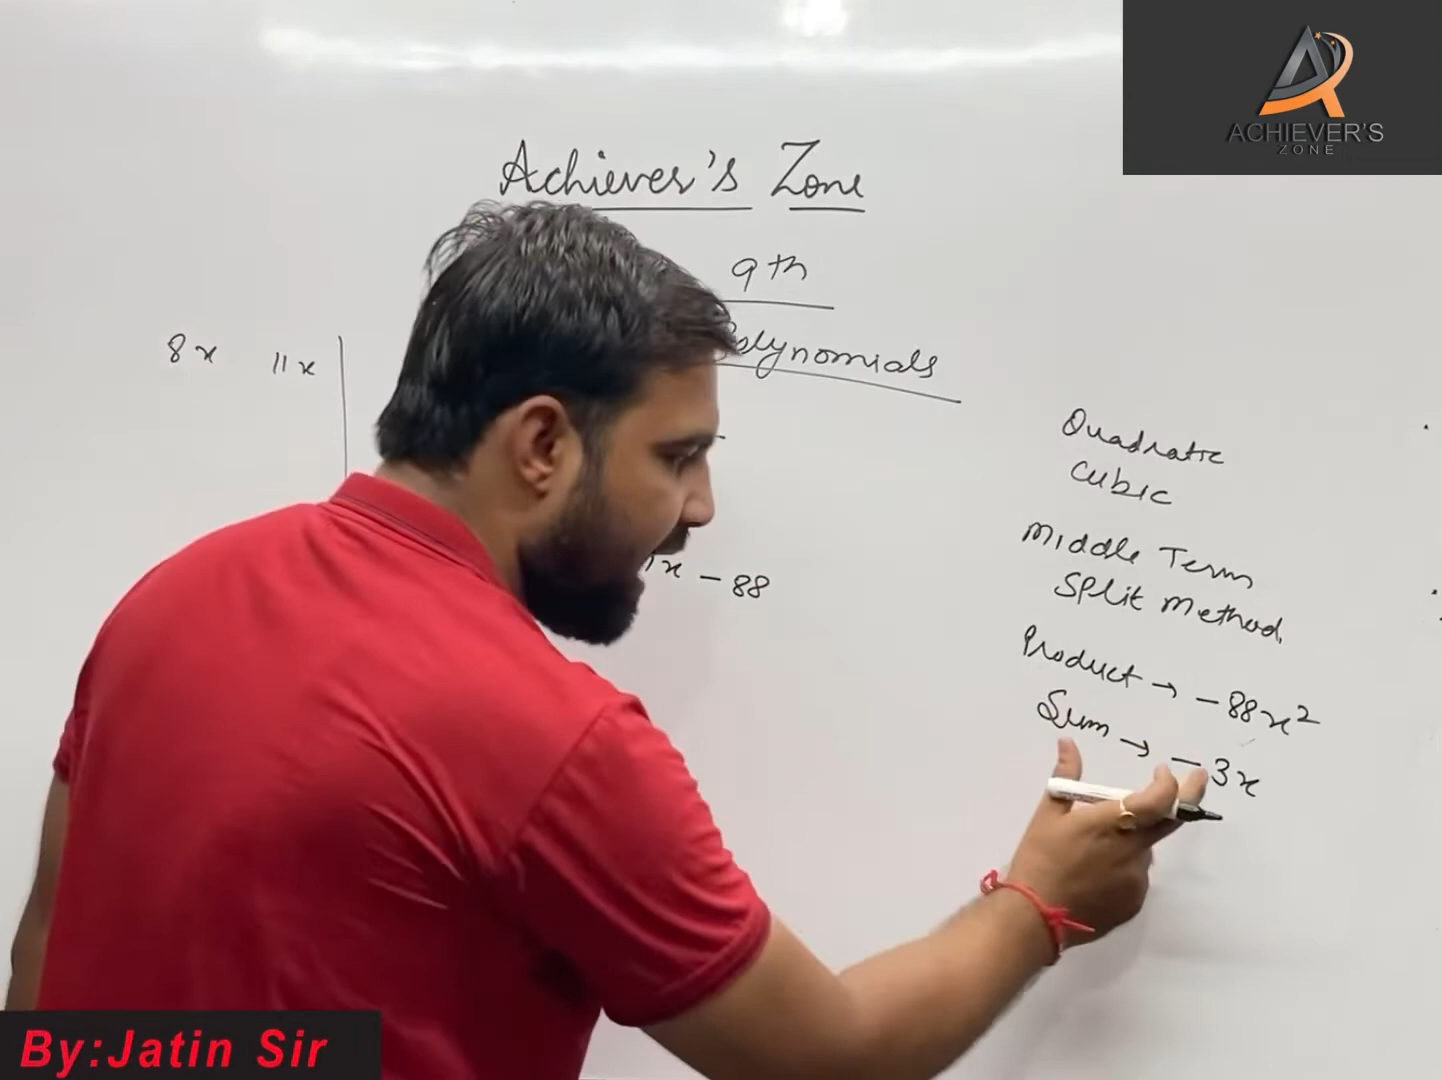 ACHIEVER'S
ZONE
Achiever's Zone
9th
Polynomials
8x 11x
Quadratic
Cubic
Middle Term
Split Method
x - 88
Product → -88x²
Sum → -3x
By:Jatin Sir